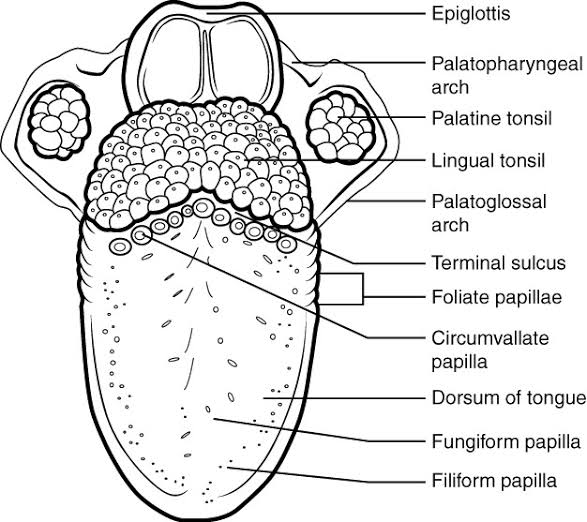 Epiglottis
Palatopharyngeal
arch
Palatine tonsil
Lingual tonsil
Palatoglossal
arch
Terminal sulcus
Foliate papillae
Circumvallate
papilla
Dorsum of tongue
Fungiform papilla
Filiform papilla